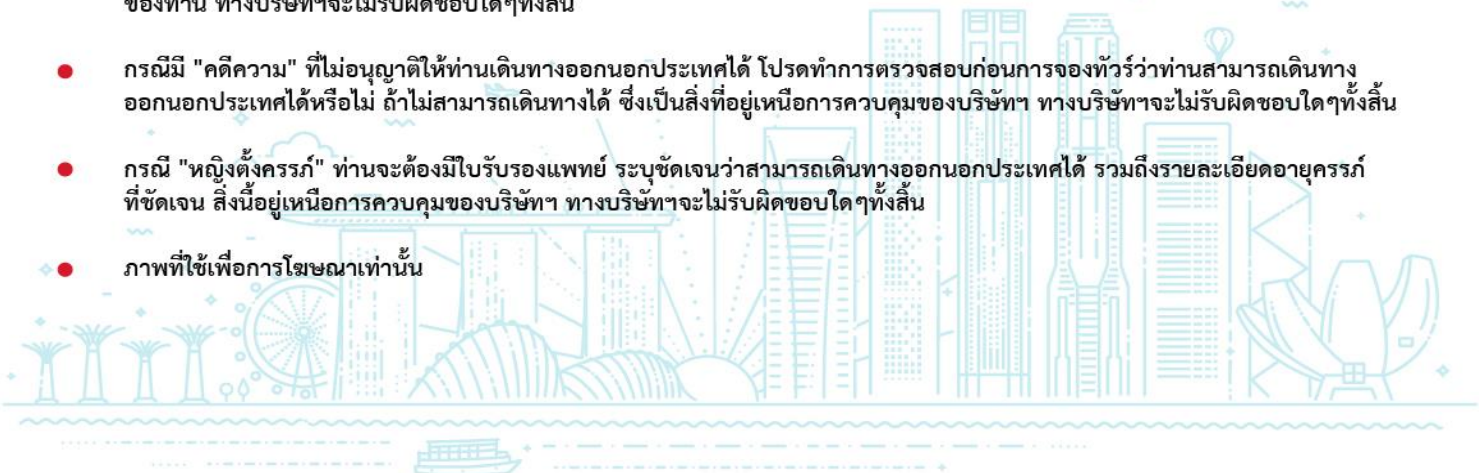 ของท่าน ทางบริษัทฯจะไม่รับผิดชอบใดๆทั้งสิ้น
กรณีมี "คดีความ" ที่ไม่อนุญาติให้ท่านเดินทางออกนอกประเทศได้ โปรดทำการตรวจสอบก่อนการจองทัวร์ว่าท่านสามารถเดินทาง
ออกนอกประเทศได้หรือไม่ ถ้าไม่สามารถเดินทางได้ ซึ่งเป็นสิ่งที่อยู่เหนือการควบคุมของบริษัทฯ ทางบริษัทฯจะไม่รับผิดชอบใดๆทั้งสิ้น
กรณี "หญิงตั้งครรภ์" ท่านจะต้องมีใบรับรองแพทย์ ระบุชัดเจนว่าสามารถเดินทางออกนอกประเทศได้ รวมถึงรายละเอียดอายุครรภ์
ที่ชัดเจน สิ่งนี้อยู่เหนือการควบคุมของบริษัทฯ ทางบริษัทฯจะไม่รับผิดขอบใดๆทั้งสิ้น
ภาพที่ใช้เพื่อการโฆษณาเท่านั้น